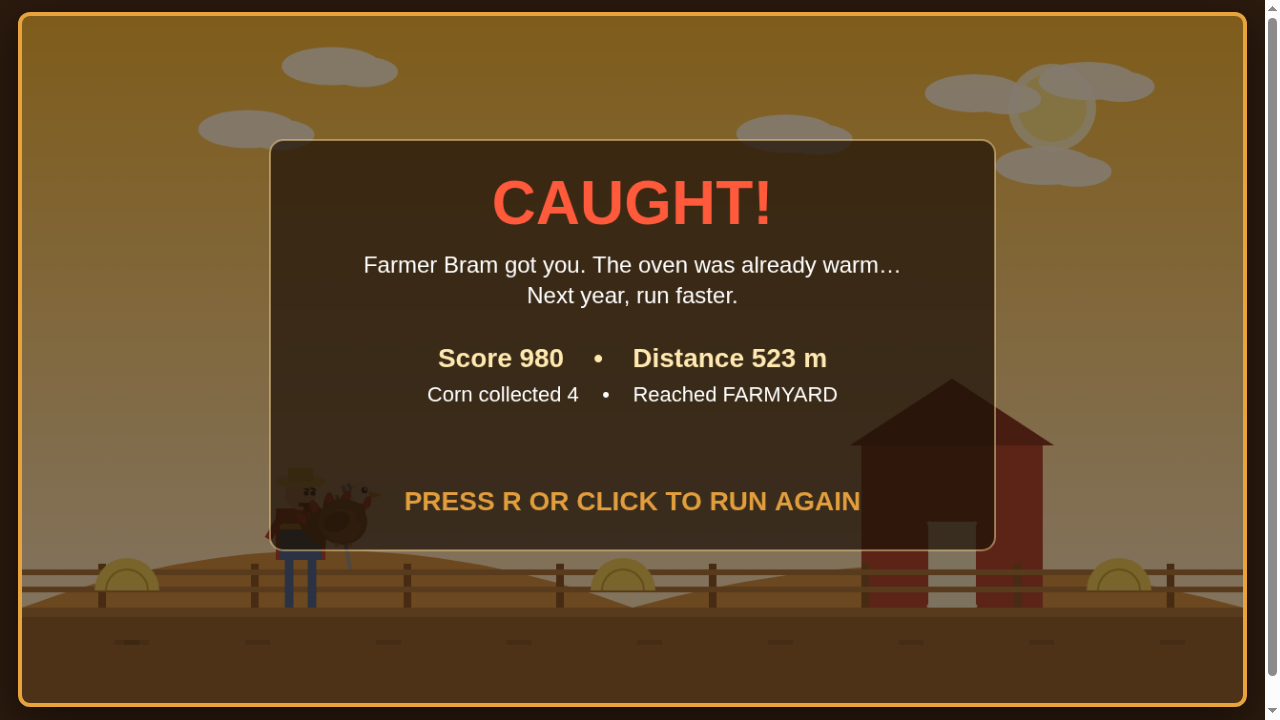 CAUGHT!
Farmer Bram got you. The oven was already warm…
Next year, run faster.
Score 980 • Distance 523 m
Corn collected 4 • Reached FARMYARD
PRESS R OR CLICK TO RUN AGAIN